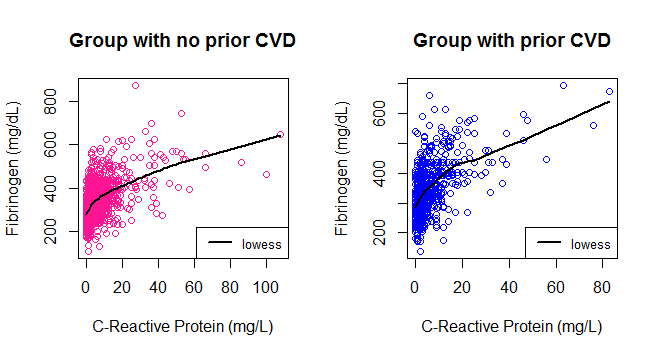 Group with no prior CVD
Fibrinogen (mg/dL)
800
600
400
200
0
20
40
60
80
100
lowess
C-Reactive Protein (mg/L)
Group with prior CVD
Fibrinogen (mg/dL)
600
400
200
0
20
40
60
80
lowess
C-Reactive Protein (mg/L)